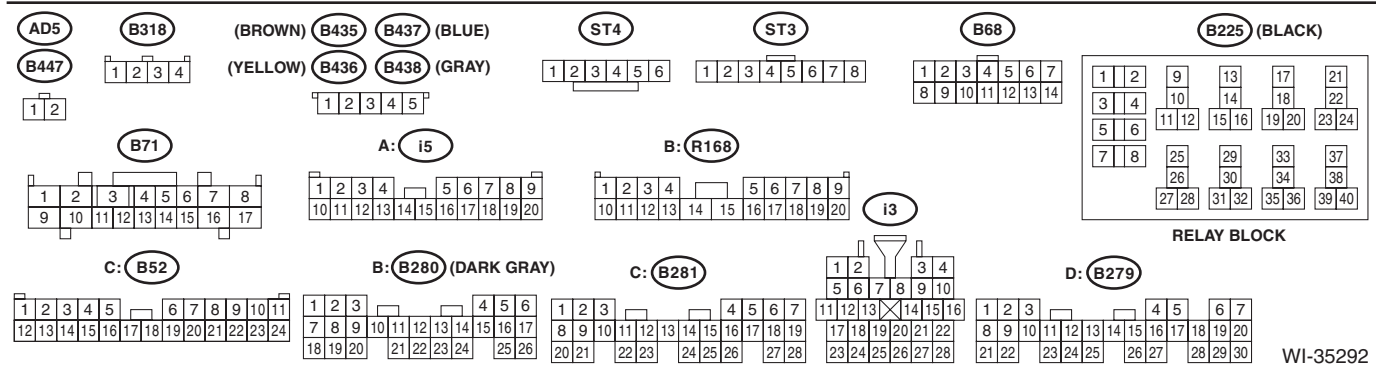 AD5
B318
(BROWN) B435 B437 (BLUE)
ST4
ST3
B68
B225 (BLACK)
B447
(YELLOW) B436 B438 (GRAY)
1 2
1 2 3 4
1 2 3 4 5
1 2 3 4 5 6
1 2 3 4 5 6 7 8
1 2 3 4 5 6 7
8 9 10 11 12 13 14
1 2 9 13 17 21
3 4 10 14 18 22
11 12 15 16 19 20 23 24
5 6 25 29 33 37
7 8 26 30 34 38
27 28 31 32 35 36 39 40
RELAY BLOCK
B71
1 2 3 4 5 6 7 8
9 10 11 12 13 14 15 16 17
A: i5
1 2 3 4 5 6 7 8 9
10 11 12 13 14 15 16 17 18 19 20
B: R168
1 2 3 4 5 6 7 8 9
10 11 12 13 14 15 16 17 18 19 20
i3
1 2 3 4
5 6 7 8 9 10
11 12 13 14 15 16
17 18 19 20 21 22
23 24 25 26 27 28
C: B52
1 2 3 4 5 6 7 8 9 10 11
12 13 14 15 16 17 18 19 20 21 22 23 24
B: B280 (DARK GRAY)
1 2 3 4 5 6
7 8 9 10 11 12 13 14 15 16 17
18 19 20 21 22 23 24 25 26
C: B281
1 2 3 4 5 6 7
8 9 10 11 12 13 14 15 16 17 18 19
20 21 22 23 24 25 26 27 28
D: B279
1 2 3 4 5 6 7
8 9 10 11 12 13 14 15 16 17 18 19 20
21 22 23 24 25 26 27 28 29 30
WI-35292